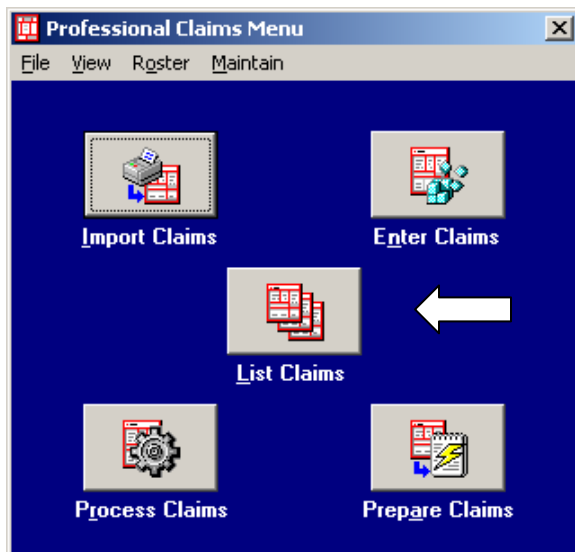 Professional Claims Menu
File View Roster Maintain
Import Claims Enter Claims
List Claims
Process Claims Prepare Claims